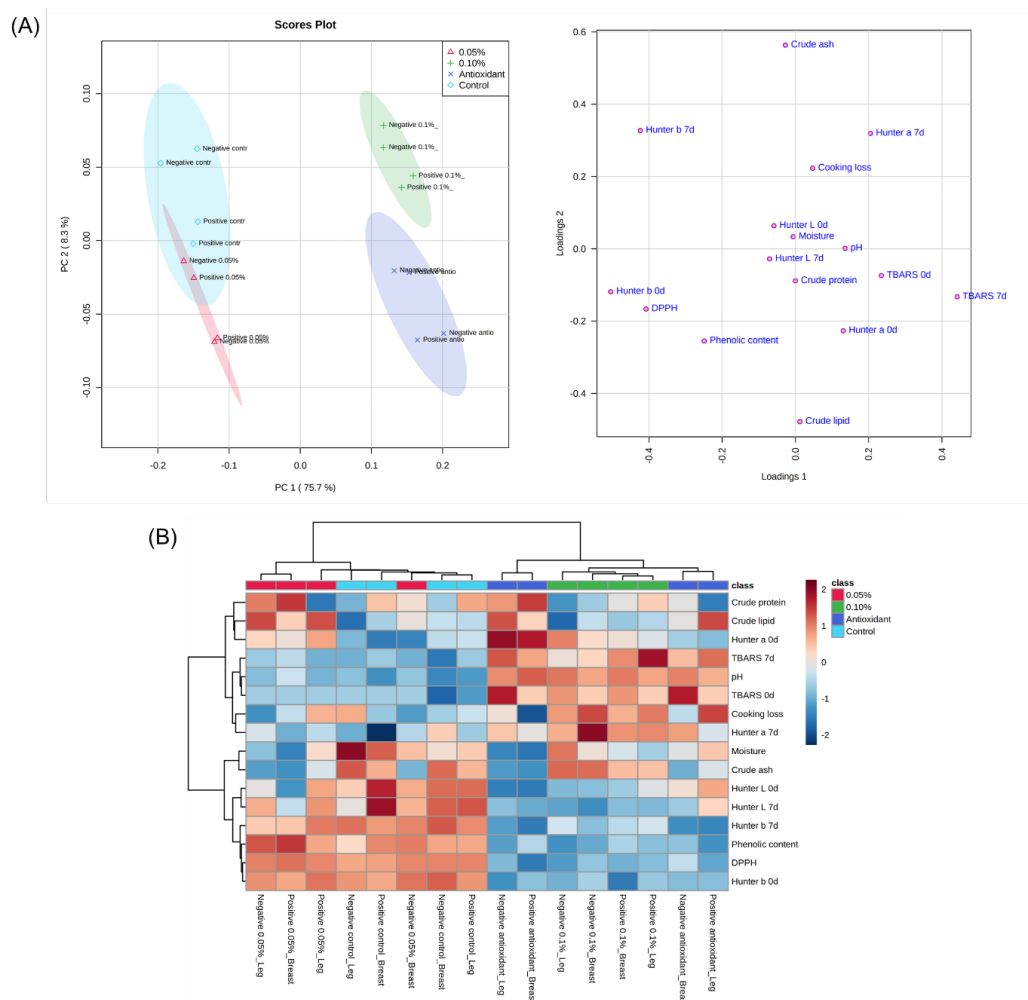 (A)
Scores Plot
0.05%
0.10%
Antioxidant
Control
0.10
0.05
0.00
-0.05
-0.10
PC 2 ( 8.3 %)
Negative contr
Negative contr
Positive contr
Positive contr
Negative 0.05%
Positive 0.05%
Positive 0.05%
Negative 0.05%
Negative 0.1%_
Negative 0.1%_
Positive 0.1%_
Positive 0.1%_
Negative antio
Positive antio
Negative antio
Positive antio
-0.2
-0.1
0.0
0.1
0.2
PC 1 ( 75.7 %)
0.6
0.4
0.2
0.0
-0.2
-0.4
Loadings 2
Crude ash
Hunter b 7d
Hunter a 7d
Cooking loss
Hunter L 0d
Moisture
pH
Hunter L 7d
Crude protein
TBARS 0d
Hunter b 0d
TBARS 7d
DPPH
Hunter a 0d
Phenolic content
Crude lipid
-0.4
-0.2
0.0
0.2
0.4
Loadings 1
(B)
class
Crude protein
Crude lipid
Hunter a 0d
TBARS 7d
pH
TBARS 0d
Cooking loss
Hunter a 7d
Moisture
Crude ash
Hunter L 0d
Hunter L 7d
Hunter b 7d
Phenolic content
DPPH
Hunter b 0d
2
1
0
-1
-2
class
0.05%
0.10%
Antioxidant
Control
Negative 0.05%_Leg
Positive 0.05%_Breast
Positive 0.05%_Leg
Negative control_Leg
Positive control_Breast
Negative 0.05%_Breast
Negative control_Breast
Positive control_Leg
Negative antioxidant_Leg
Positive antioxidant_Breas
Negative 0.1%_Leg
Negative 0.1%_Breast
Positive 0.1%_Breast
Positive 0.1%_Leg
Nagative antioxidant_Breas
Positive antioxidant_Leg